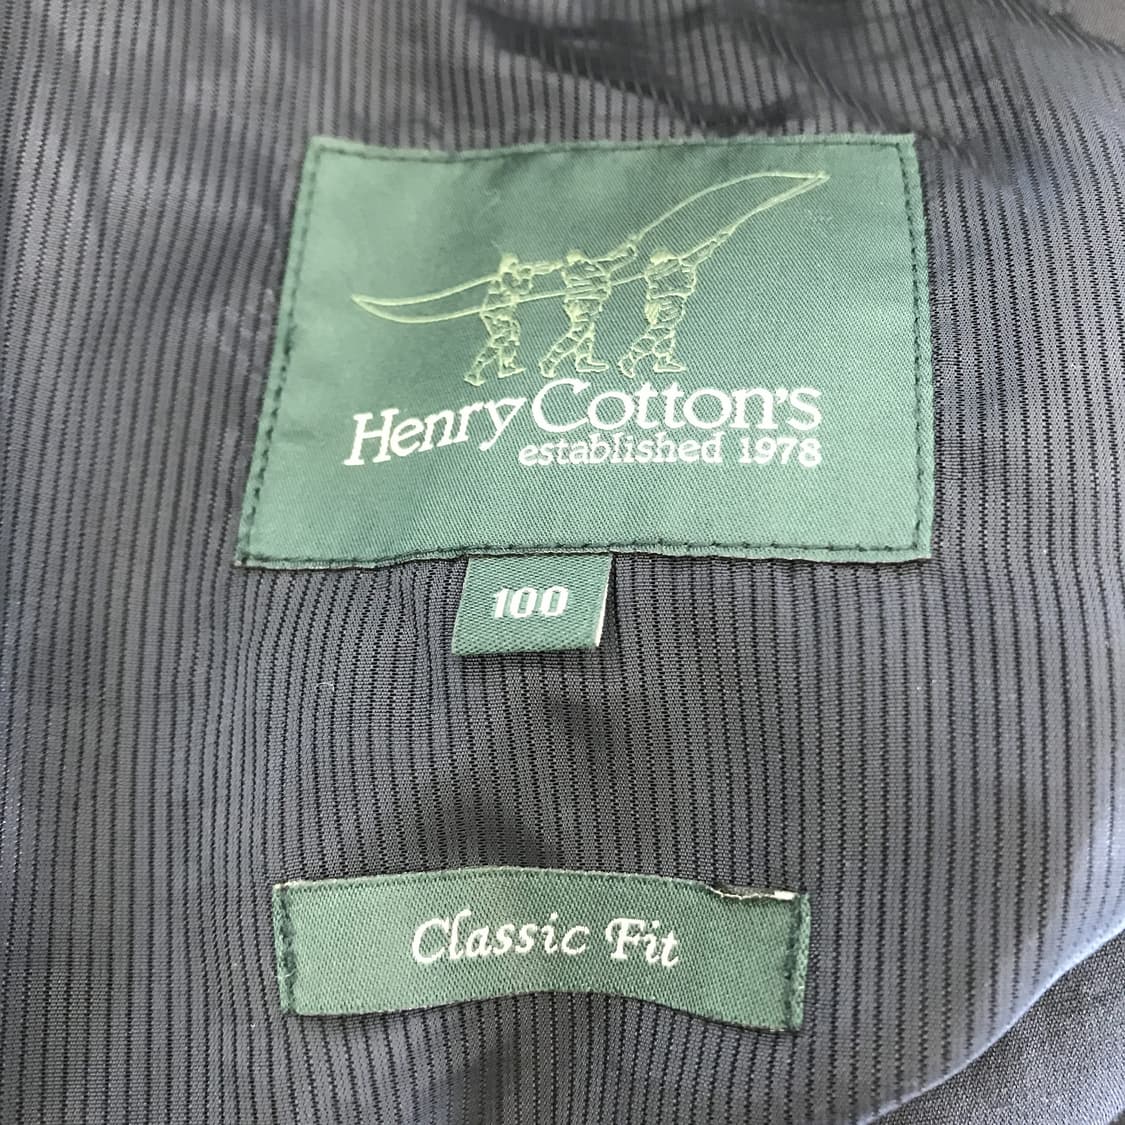 Henry Cotton's
established 1978
100
Classic Fit